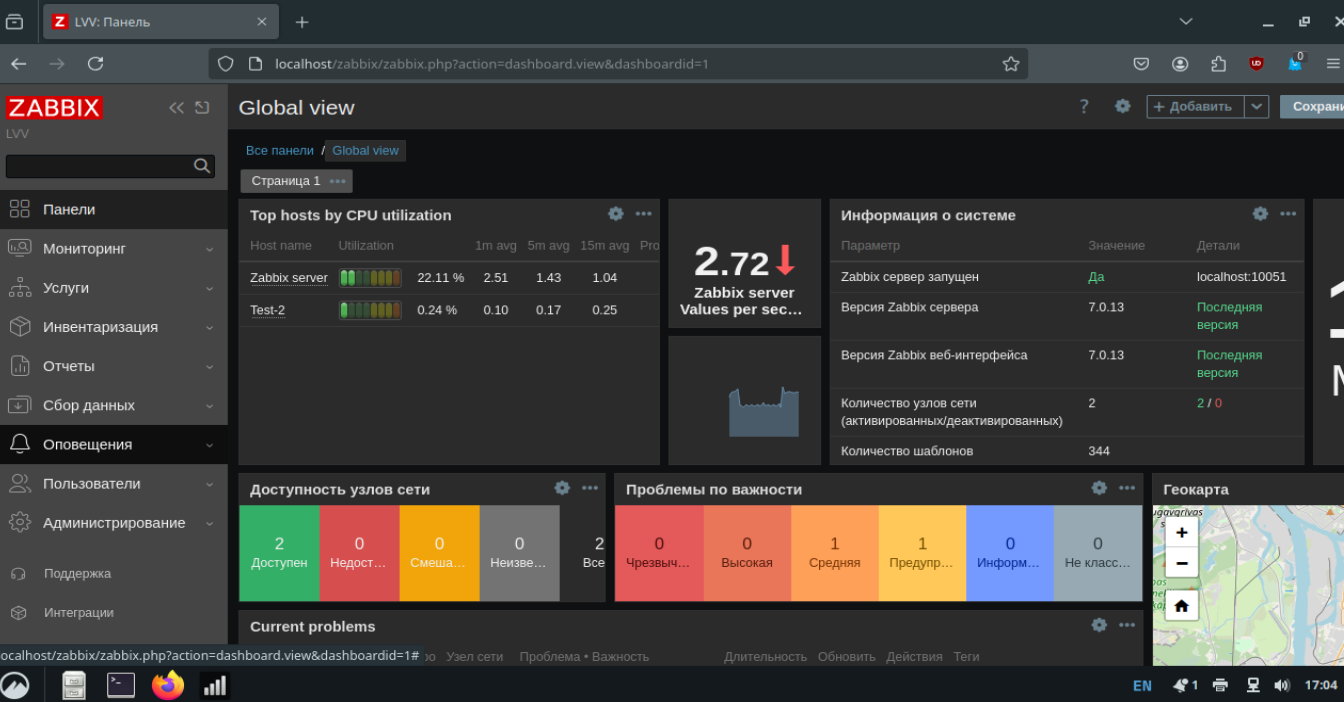 LVV: Панель
localhost/zabbix/zabbix.php?action=dashboard.view&dashboardid=1
UD
0
ZABBIX
LVV
Global view
?
+ Добавить
Все панели / Global view
Страница 1
Панели
Мониторинг
Услуги
Инвентаризация
Отчеты
Сбор данных
Оповещения
Пользователи
Администрирование
Поддержка
Интеграции
Top hosts by CPU utilization
Host name Utilization 1m avg 5m avg 15m avg
Zabbix server 22.11 % 2.51 1.43 1.04
Test-2 0.24 % 0.10 0.17 0.25
2.72
Zabbix server
Values per sec...
Информация о системе
Параметр Значение Детали
Zabbix сервер запущен Да localhost:10051
Версия Zabbix сервера 7.0.13 Последняя
версия
Версия Zabbix веб-интерфейса 7.0.13 Последняя
версия
Количество узлов сети 2 2 / 0
(активированных/деактивированных)
Количество шаблонов 344
Доступность узлов сети
2 0 0 0 2
Доступен Недост... Смеша... Неизве... Все
Проблемы по важности
0 0 1 1 0 0
Чрезвыч... Высокая Средняя Предупр... Информ... Не класс...
Геокарта
+
−
Current problems
Узел сети Проблема • Важность Длительность Обновить Действия Теги
ocalhost/zabbix/zabbix.php?action=dashboard.view&dashboardid=1#
EN 1 17:04